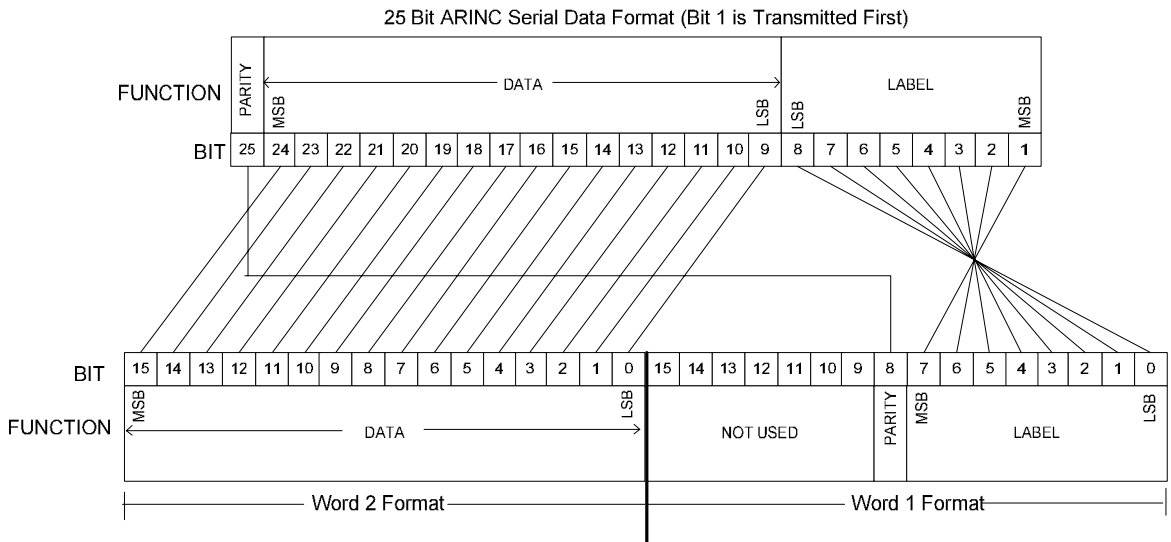 25 Bit ARINC Serial Data Format (Bit 1 is Transmitted First)
FUNCTION PARITY MSB DATA LSB LSB LABEL MSB
BIT 25 24 23 22 21 20 19 18 17 16 15 14 13 12 11 10 9 8 7 6 5 4 3 2 1
BIT 15 14 13 12 11 10 9 8 7 6 5 4 3 2 1 0 15 14 13 12 11 10 9 8 7 6 5 4 3 2 1 0
FUNCTION MSB DATA LSB NOT USED PARITY MSB LABEL LSB
Word 2 Format Word 1 Format